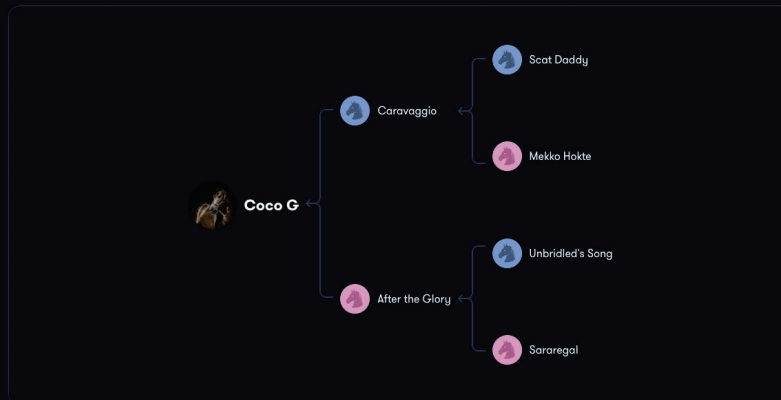 Scat Daddy
Caravaggio
Mekko Hokte
Coco G
Unbridled's Song
After the Glory
Sararegal